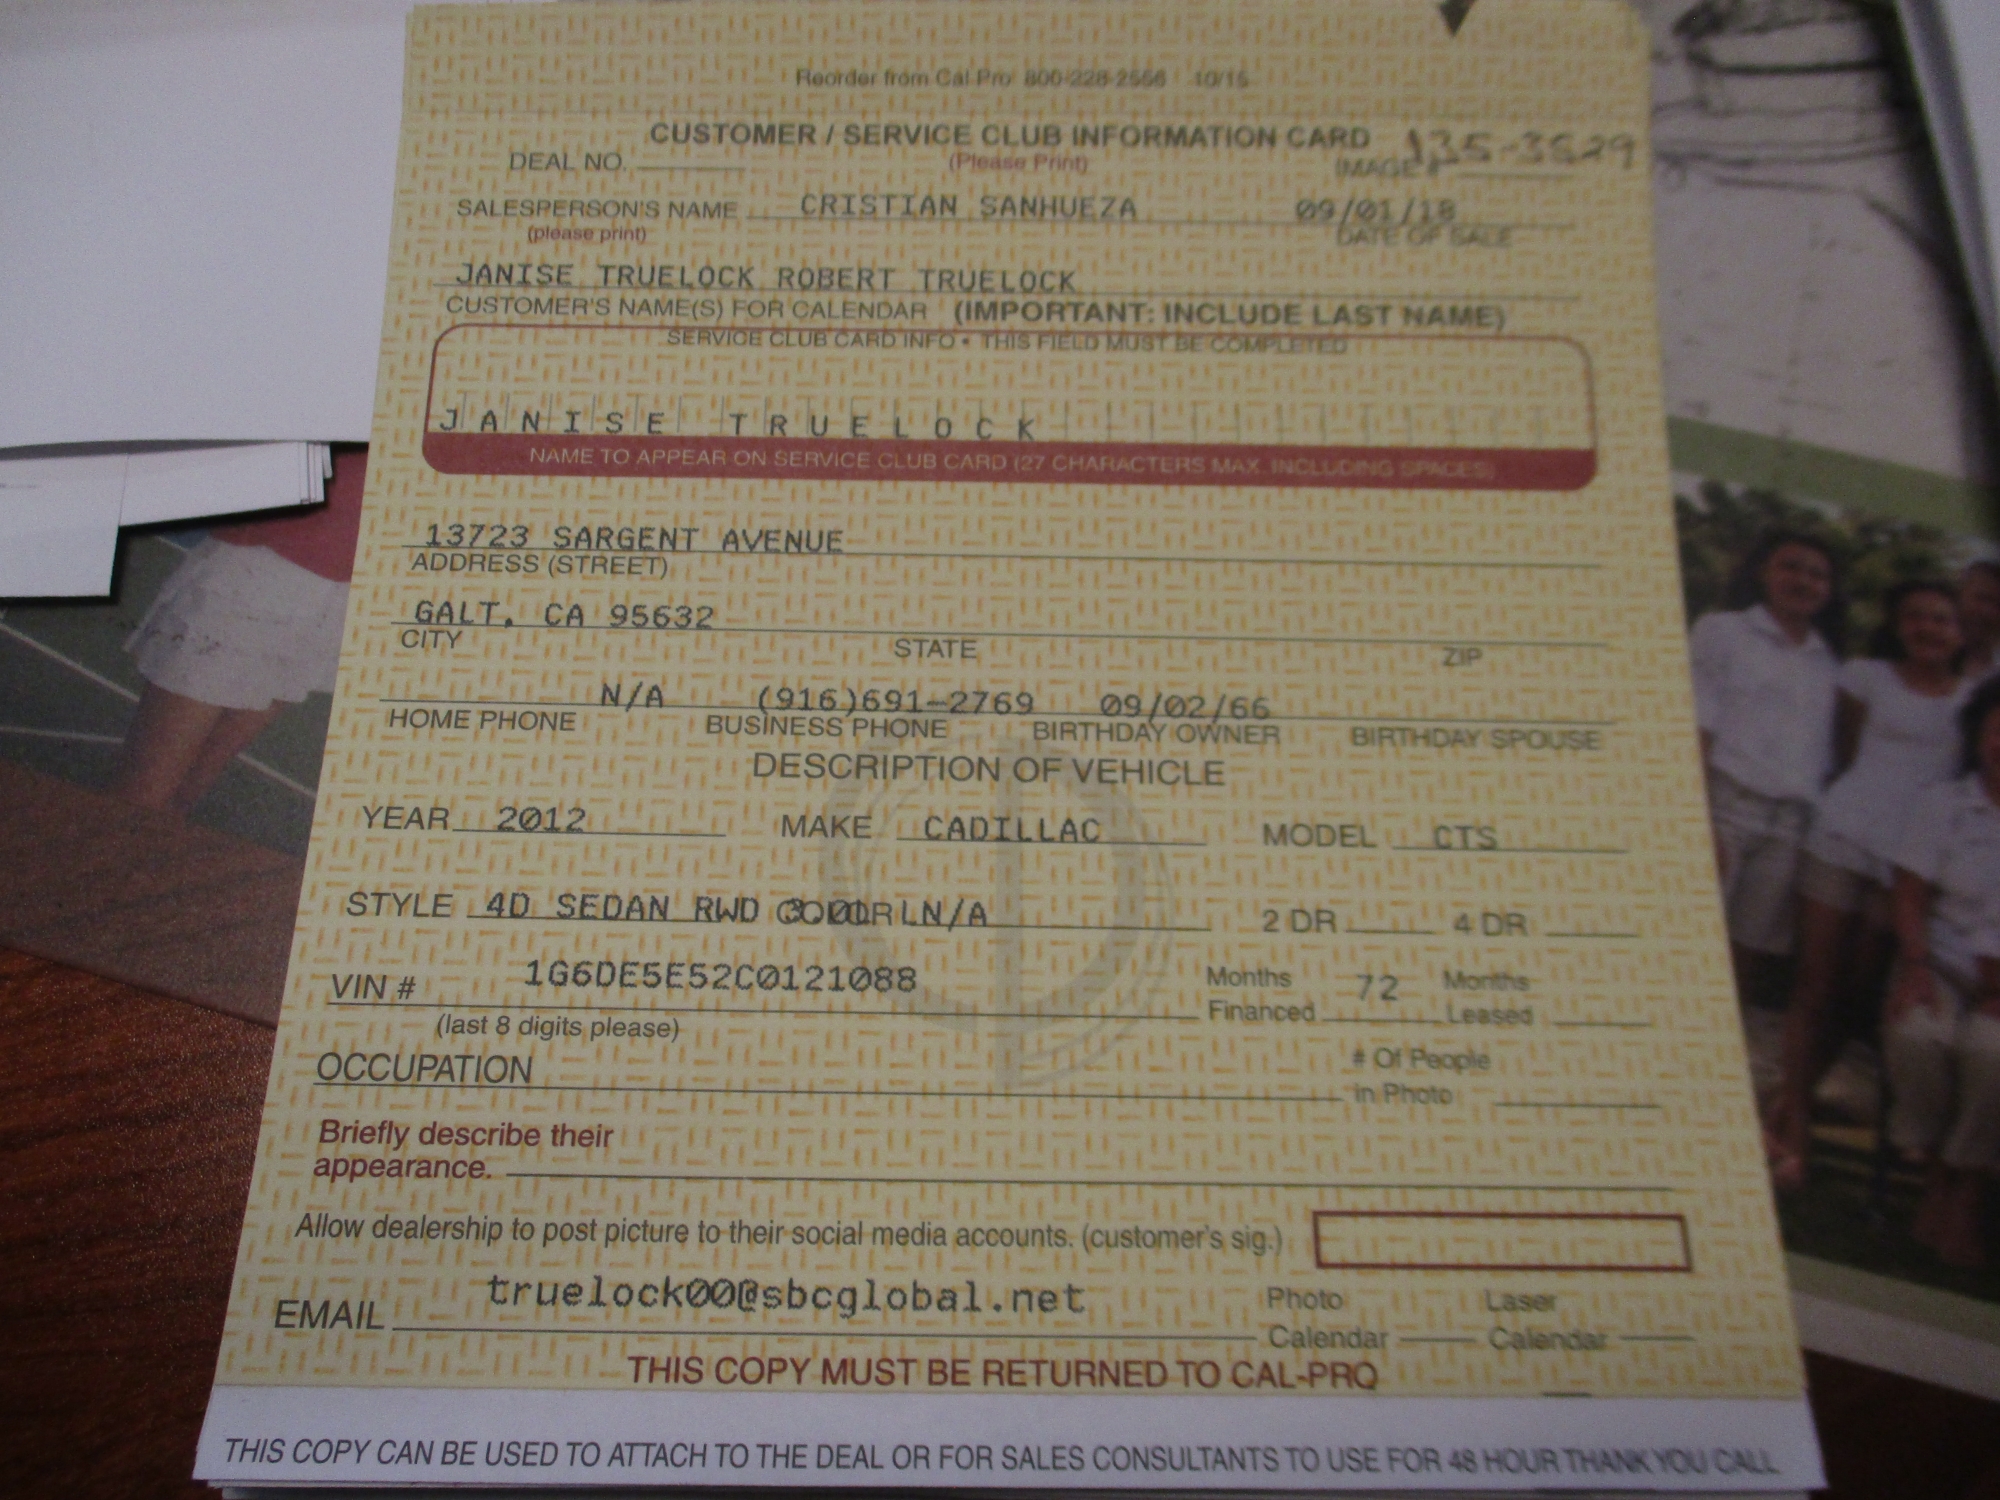 Reorder from Cal-Pro 800-228-2566 10/15
CUSTOMER / SERVICE CLUB INFORMATION CARD
DEAL NO. (Please Print) IMAGE #
SALESPERSON'S NAME CRISTIAN SANHUEZA 09/01/18
(please print) DATE OF SALE
JANISE TRUELOCK ROBERT TRUELOCK
CUSTOMER'S NAME(S) FOR CALENDAR (IMPORTANT: INCLUDE LAST NAME)
SERVICE CLUB CARD INFO • THIS FIELD MUST BE COMPLETED
JANISE TRUELOCK
NAME TO APPEAR ON SERVICE CLUB CARD (27 CHARACTERS MAX. INCLUDING SPACES)
13723 SARGENT AVENUE
ADDRESS (STREET)
GALT, CA 95632
CITY STATE ZIP
N/A (916)691-2769 09/02/66
HOME PHONE BUSINESS PHONE BIRTHDAY OWNER BIRTHDAY SPOUSE
DESCRIPTION OF VEHICLE
YEAR 2012 MAKE CADILLAC MODEL CTS
STYLE 4D SEDAN RWD N/A 2 DR 4 DR
VIN # 1G6DE5E52C0121088 Months Financed 72 Months Leased
(last 8 digits please)
OCCUPATION # Of People in Photo
Briefly describe their
appearance.
Allow dealership to post picture to their social media accounts. (customer's sig.)
EMAIL truelock00@sbcglobal.net Photo Calendar Laser Calendar
THIS COPY MUST BE RETURNED TO CAL-PRO
THIS COPY CAN BE USED TO ATTACH TO THE DEAL OR FOR SALES CONSULTANTS TO USE FOR 48 HOUR THANK YOU CALL